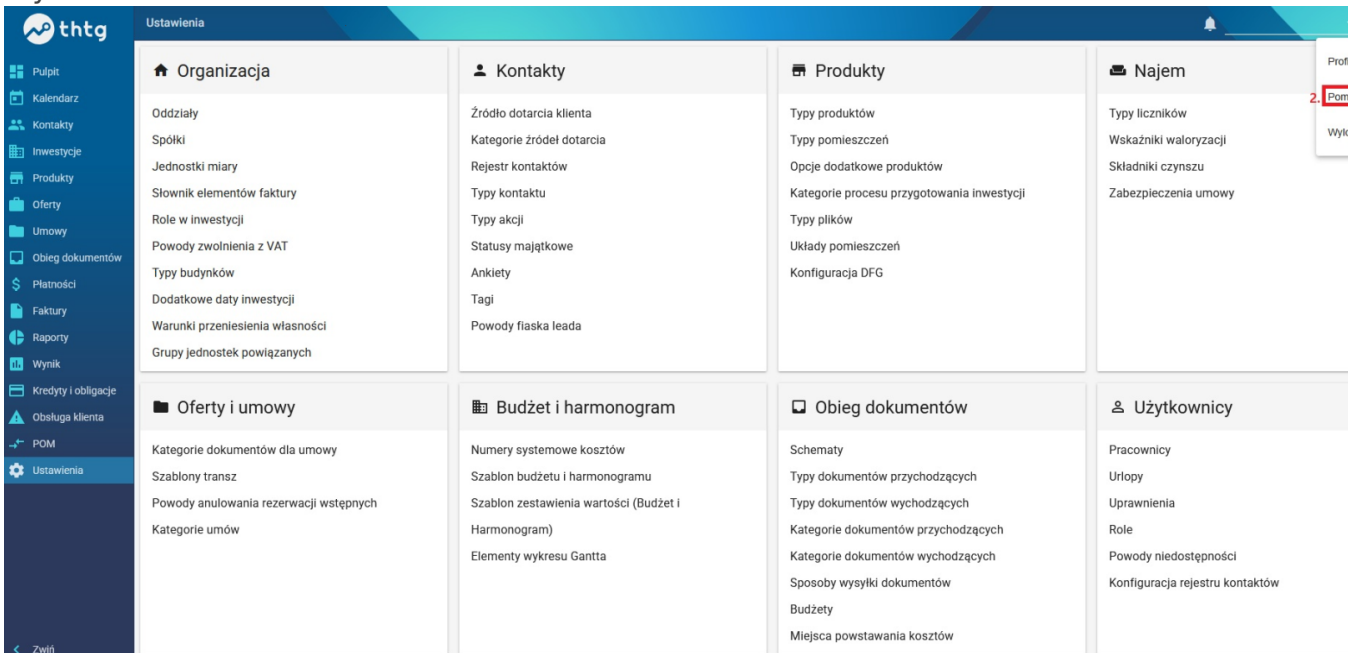 thtg
Ustawienia
Pulpit
Kalendarz
Kontakty
Inwestycje
Produkty
Oferty
Umowy
Obieg dokumentów
Płatności
Faktury
Raporty
Wynik
Kredyty i obligacje
Obsługa klienta
POM
Ustawienia
Zwiń
Organizacja
Oddziały
Spółki
Jednostki miary
Słownik elementów faktury
Role w inwestycji
Powody zwolnienia z VAT
Typy budynków
Dodatkowe daty inwestycji
Warunki przeniesienia własności
Grupy jednostek powiązanych
Kontakty
Źródło dotarcia klienta
Kategorie źródeł dotarcia
Rejestr kontaktów
Typy kontaktu
Typy akcji
Statusy majątkowe
Ankiety
Tagi
Powody fiaska leada
Produkty
Typy produktów
Typy pomieszczeń
Opcje dodatkowe produktów
Kategorie procesu przygotowania inwestycji
Typy plików
Układy pomieszczeń
Konfiguracja DFG
Najem
Typy liczników
Wskaźniki waloryzacji
Składniki czynszu
Zabezpieczenia umowy
2.
Oferty i umowy
Kategorie dokumentów dla umowy
Szablony transz
Powody anulowania rezerwacji wstępnych
Kategorie umów
Budżet i harmonogram
Numery systemowe kosztów
Szablon budżetu i harmonogramu
Szablon zestawienia wartości (Budżet i
Harmonogram)
Elementy wykresu Gantta
Obieg dokumentów
Schematy
Typy dokumentów przychodzących
Typy dokumentów wychodzących
Kategorie dokumentów przychodzących
Kategorie dokumentów wychodzących
Sposoby wysyłki dokumentów
Budżety
Miejsca powstawania kosztów
Użytkownicy
Pracownicy
Urlopy
Uprawnienia
Role
Powody niedostępności
Konfiguracja rejestru kontaktów